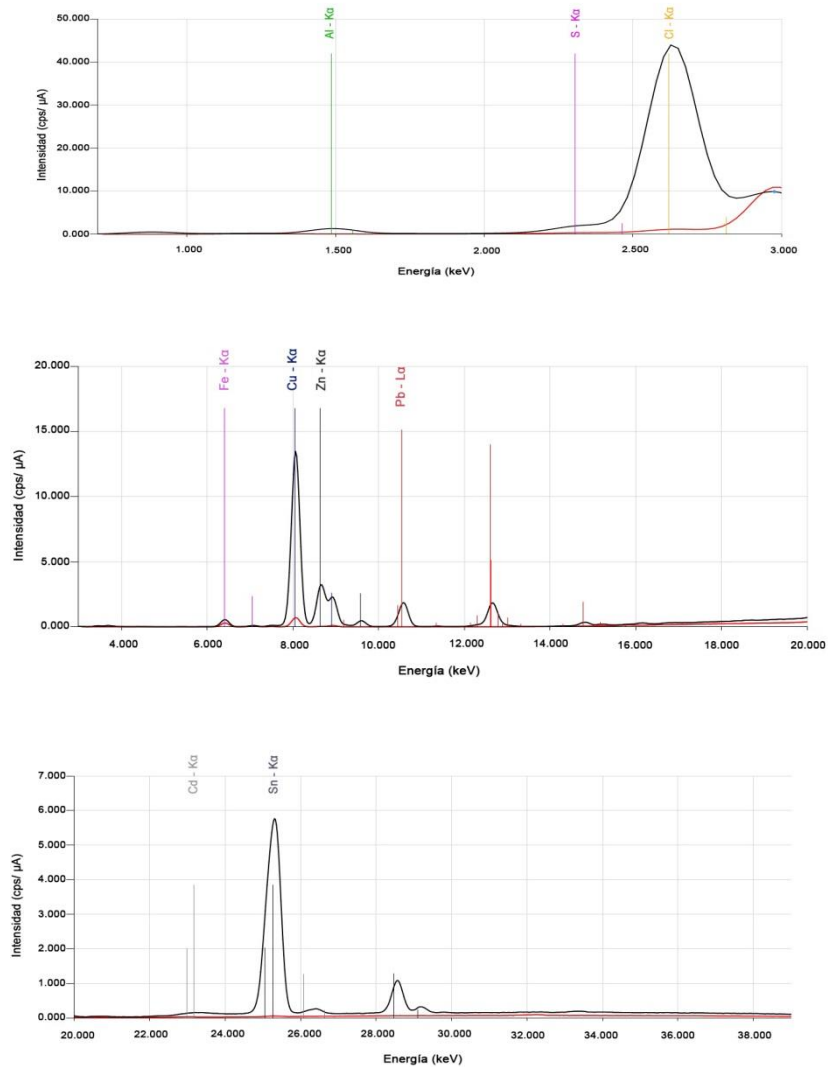 Al - Kα
S - Kα
Cl - Kα
50.000
40.000
30.000
20.000
10.000
0.000
Intensidad (cps/ μA)
1.000
1.500
2.000
2.500
3.000
Energía (keV)
Fe - Kα
Cu - Kα
Zn - Kα
Pb - Lα
20.000
15.000
10.000
5.000
0.000
Intensidad (cps/ μA)
4.000
6.000
8.000
10.000
12.000
14.000
16.000
18.000
20.000
Energía (keV)
Cd - Kα
Sn - Kα
7.000
6.000
5.000
4.000
3.000
2.000
1.000
0.000
Intensidad (cps/ μA)
20.000
22.000
24.000
26.000
28.000
30.000
32.000
34.000
36.000
38.000
Energía (keV)